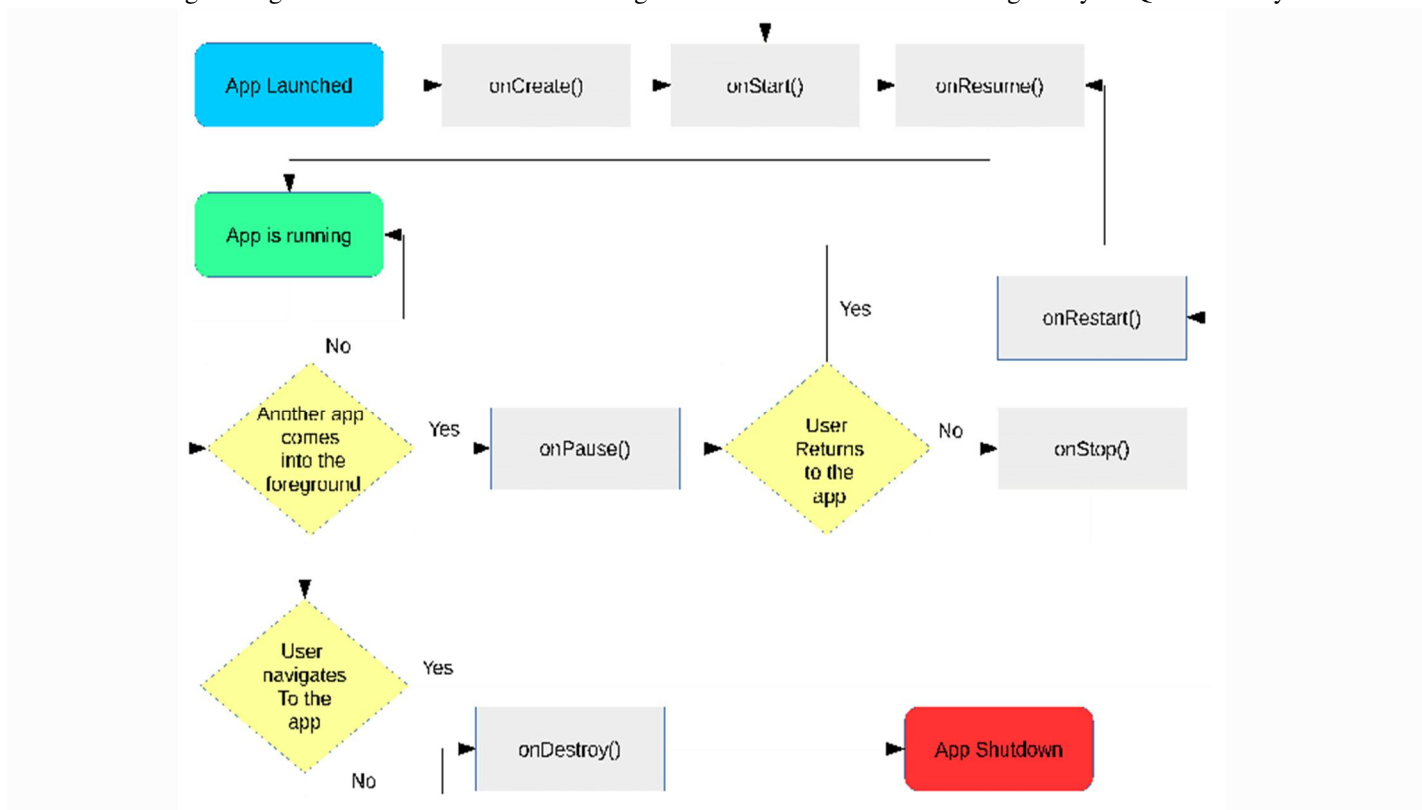 App Launched
onCreate()
onStart()
onResume()
App is running
Yes
onRestart()
No
Another app
comes
into the
foreground
Yes
onPause()
User
Returns
to the
app
No
onStop()
User
navigates
To the
app
Yes
onDestroy()
App Shutdown
No